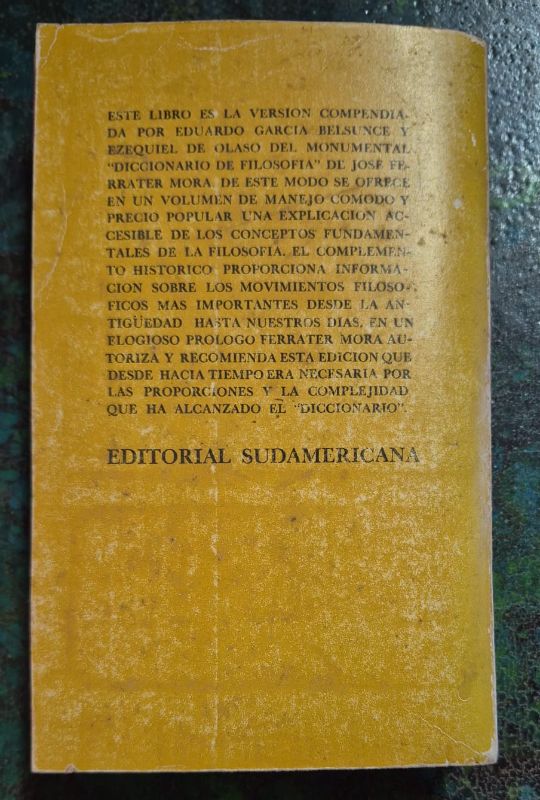 ESTE LIBRO ES LA VERSION COMPENDIA-
DA POR EDUARDO GARCIA BELSUNCE Y
EZEQUIEL DE OLASO DEL MONUMENTAL
"DICCIONARIO DE FILOSOFIA" DE JOSE FE-
RRATER MORA. DE ESTE MODO SE OFRECE
EN UN VOLUMEN DE MANEJO COMODO Y
PRECIO POPULAR UNA EXPLICACION AC-
CESIBLE DE LOS CONCEPTOS FUNDAMEN-
TALES DE LA FILOSOFIA. EL COMPLEMEN-
TO HISTORICO PROPORCIONA INFORMA-
CION SOBRE LOS MOVIMIENTOS FILOSO-
FICOS MAS IMPORTANTES DESDE LA AN-
TIGÜEDAD HASTA NUESTROS DIAS. EN UN
ELOGIOSO PROLOGO FERRATER MORA AU-
TORIZA Y RECOMIENDA ESTA EDICION QUE
DESDE HACIA TIEMPO ERA NECESARIA POR
LAS PROPORCIONES Y LA COMPLEJIDAD
QUE HA ALCANZADO EL "DICCIONARIO".
EDITORIAL SUDAMERICANA